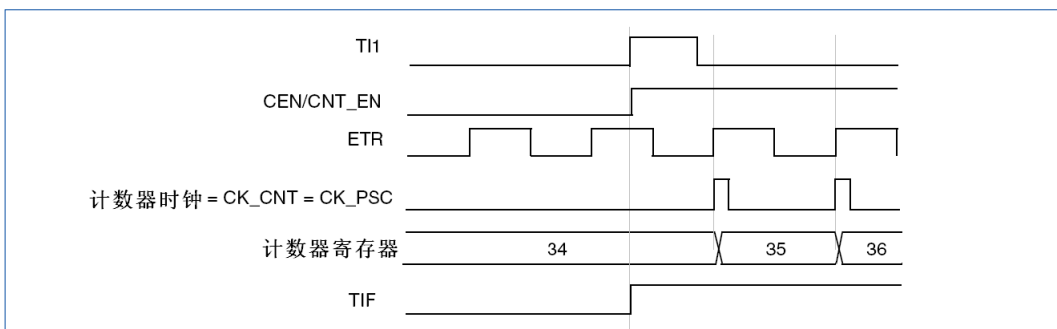 TI1
CEN/CNT_EN
ETR
计数器时钟 = CK_CNT = CK_PSC
计数器寄存器 34 35 36
TIF